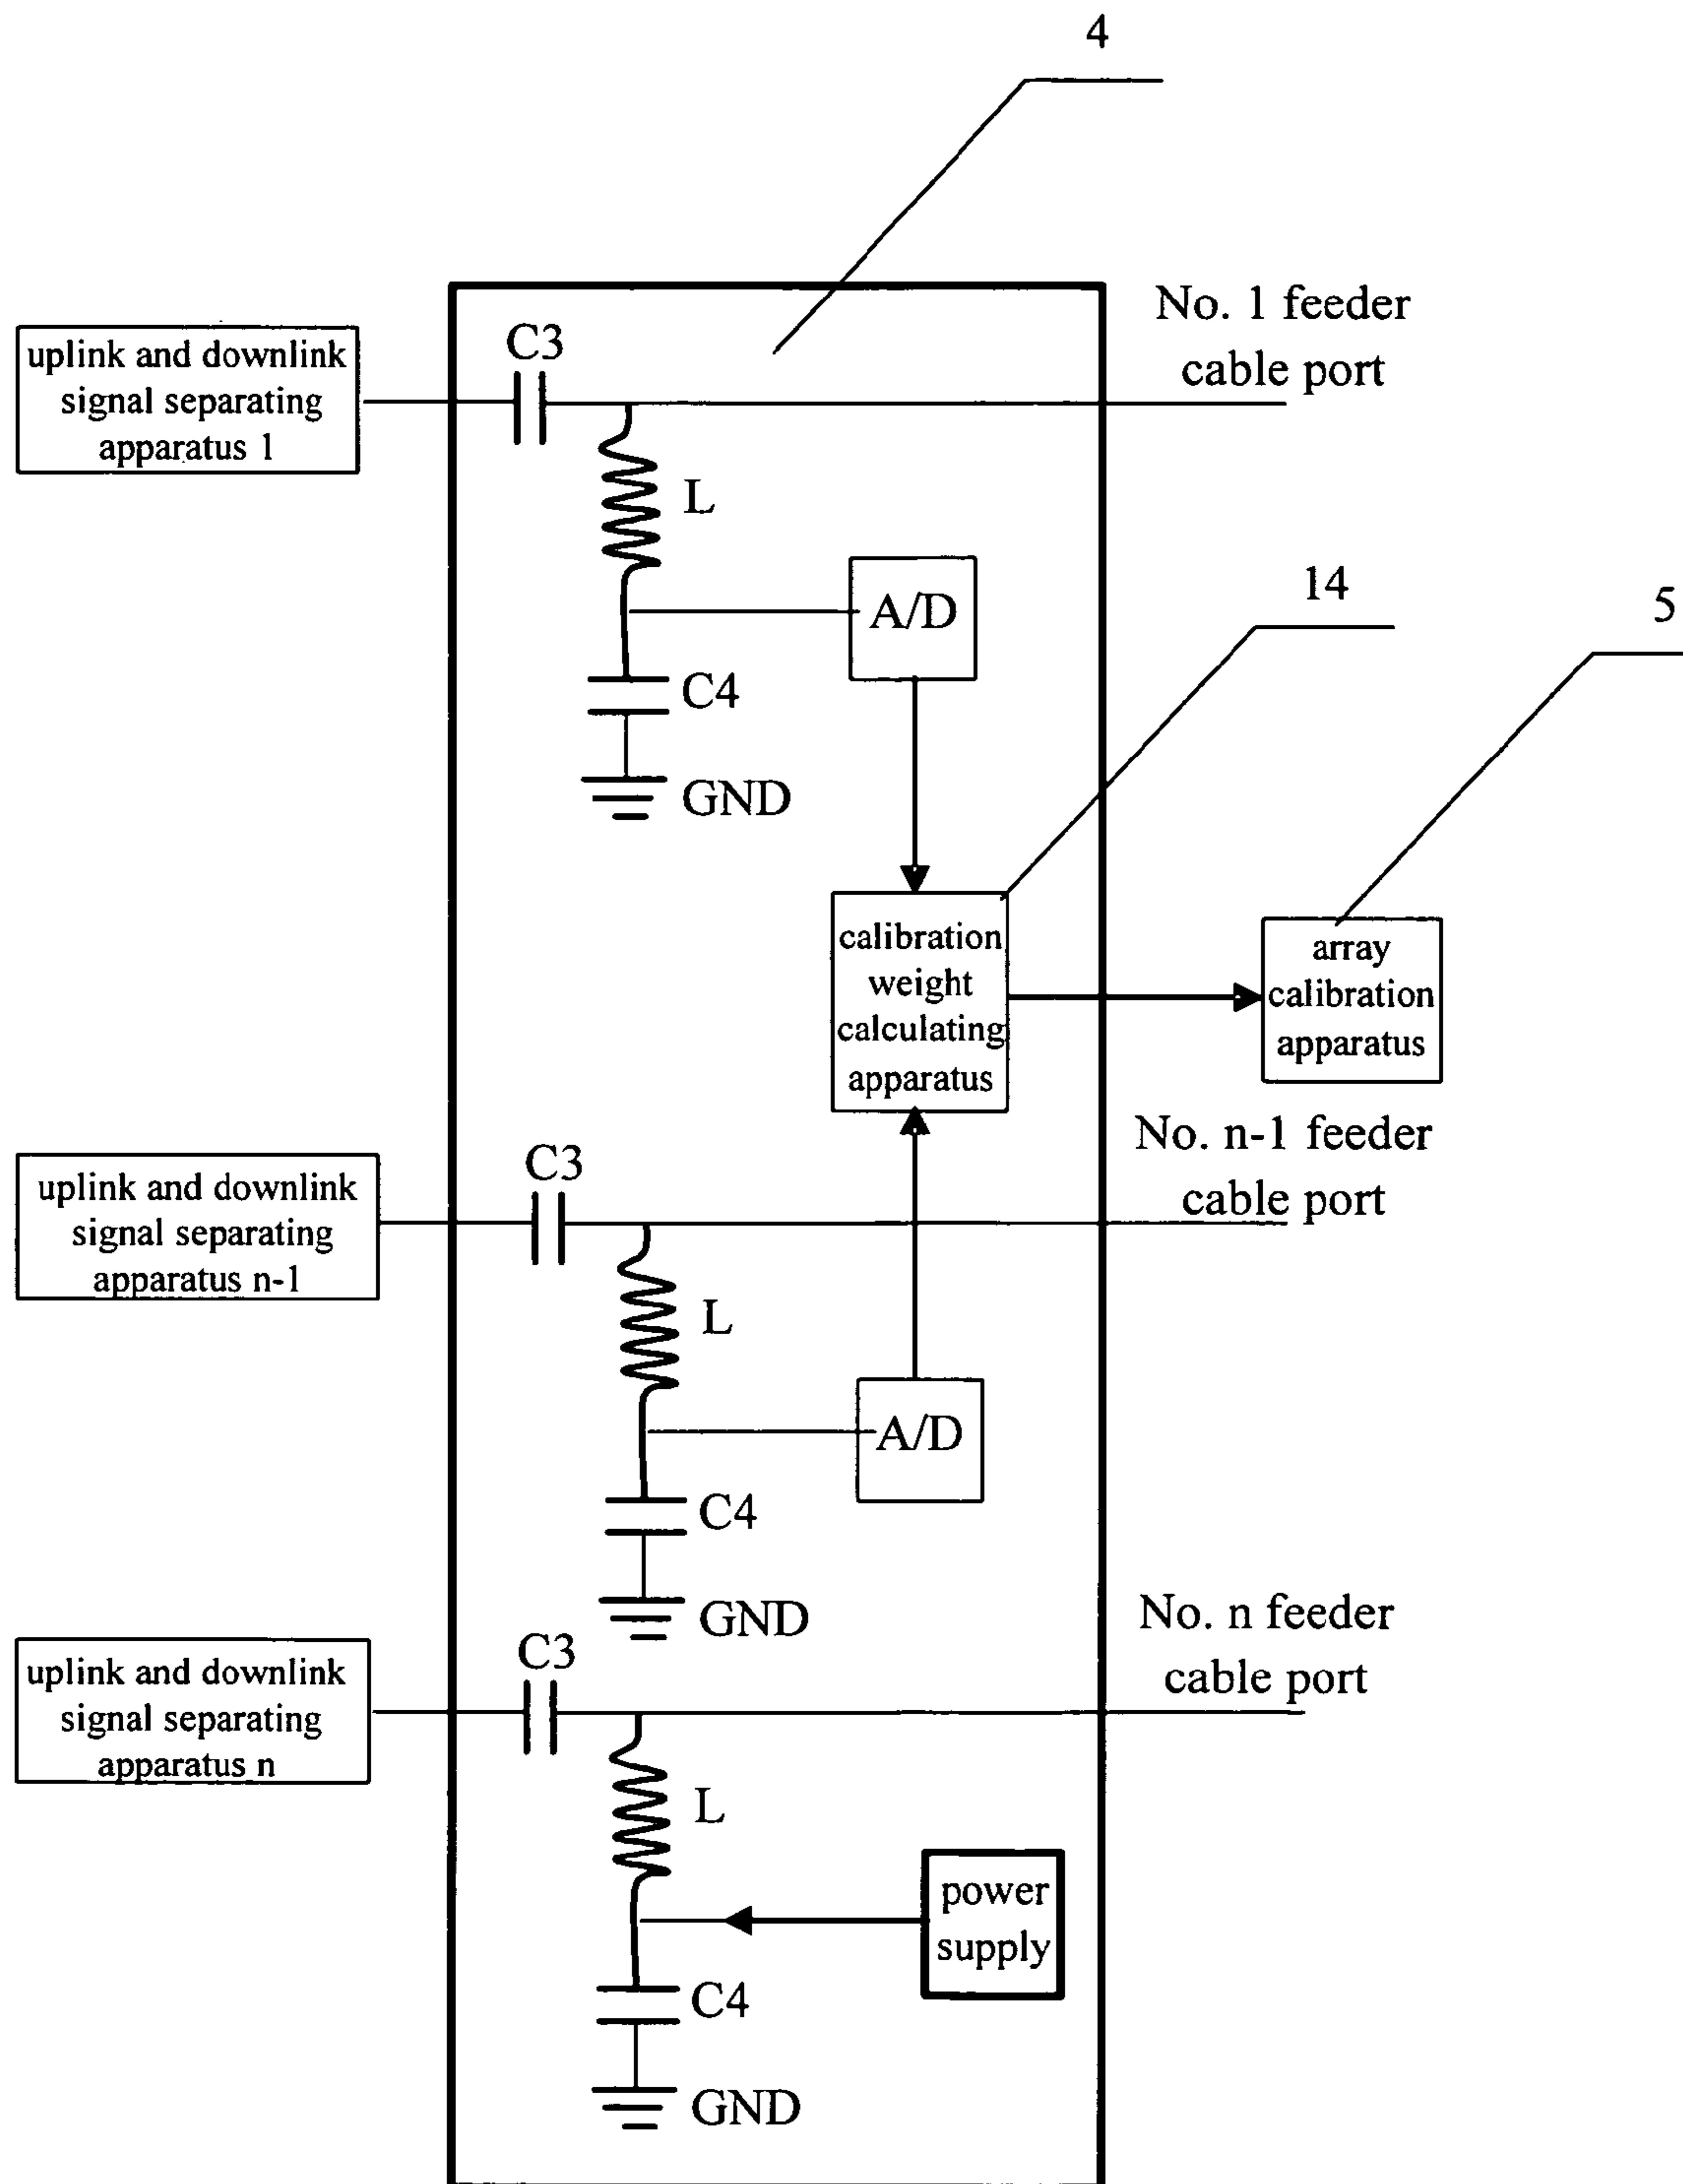 4
No. 1 feeder
cable port
C3
uplink and downlink
signal separating
apparatus 1
L
A/D
14
5
C4
GND
calibration
weight
calculating
apparatus
array
calibration
apparatus
No. n-1 feeder
cable port
C3
uplink and downlink
signal separating
apparatus n-1
L
A/D
C4
GND
No. n feeder
cable port
C3
uplink and downlink
signal separating
apparatus n
L
power
supply
C4
GND